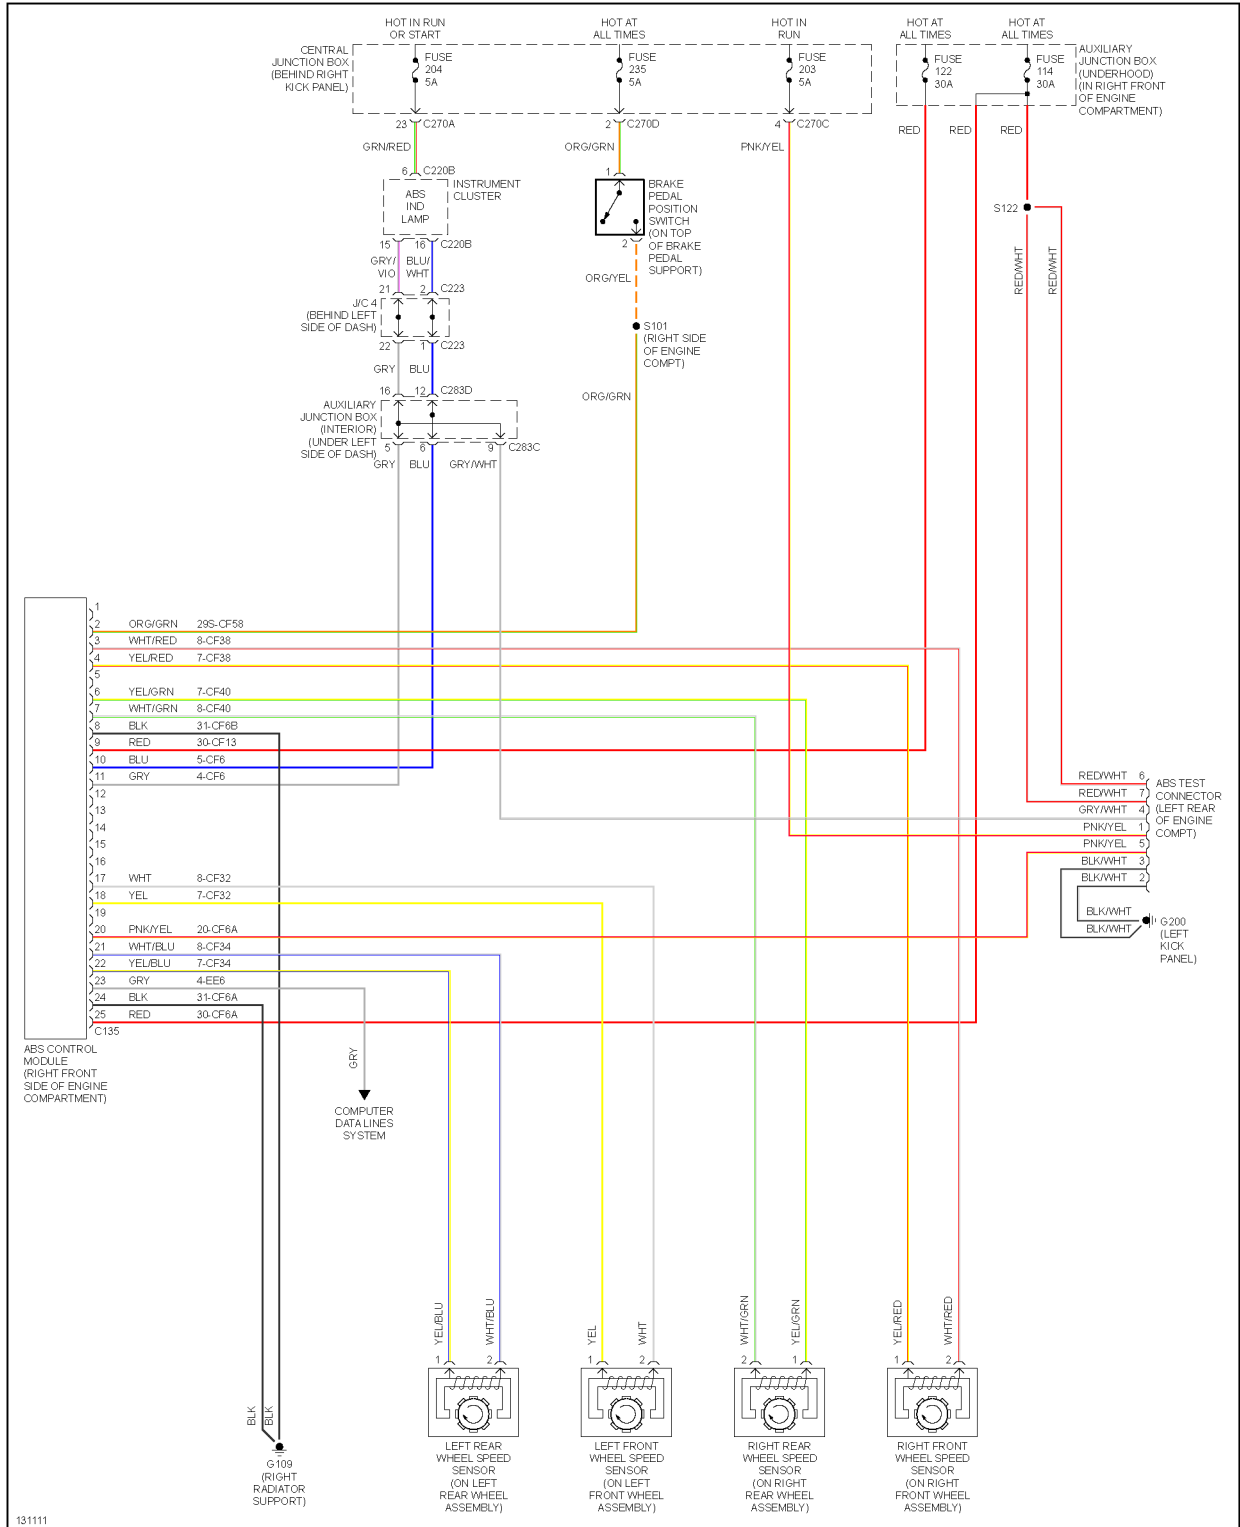 HOT IN RUN
OR START
HOT AT
ALL TIMES
HOT IN
RUN
HOT AT
ALL TIMES
HOT AT
ALL TIMES
CENTRAL
JUNCTION BOX
(BEHIND RIGHT
KICK PANEL)
FUSE
204
5A
FUSE
235
5A
FUSE
203
5A
FUSE
122
30A
FUSE
114
30A
AUXILIARY
JUNCTION BOX
(UNDERHOOD)
(IN RIGHT FRONT
OF ENGINE
COMPARTMENT)
23 C270A
2 C270D
4 C270C
RED
RED
RED
GRN/RED
ORG/GRN
PNK/YEL
6 C220B
ABS
IND
LAMP
INSTRUMENT
CLUSTER
1
BRAKE
PEDAL
POSITION
SWITCH
(ON TOP
OF BRAKE
PEDAL
SUPPORT)
2
S122
15 16 C220B
GRY/
VIO
BLU/
WHT
ORG/YEL
RED/WHT
RED/WHT
21 2 C223
J/C 4
(BEHIND LEFT
SIDE OF DASH)
S101
(RIGHT SIDE
OF ENGINE
COMPT)
22 1 C223
GRY BLU
16 12 C283D
ORG/GRN
AUXILIARY
JUNCTION BOX
(INTERIOR)
(UNDER LEFT
SIDE OF DASH)
5 6 9 C283C
GRY BLU GRY/WHT
1
2 ORG/GRN 29S-CF58
3 WHT/RED 8-CF38
4 YEL/RED 7-CF38
5
6 YEL/GRN 7-CF40
7 WHT/GRN 8-CF40
8 BLK 31-CF6B
9 RED 30-CF13
10 BLU 5-CF6
11 GRY 4-CF6
12
13
14
15
16
17 WHT 8-CF32
18 YEL 7-CF32
19
20 PNK/YEL 20-CF6A
21 WHT/BLU 8-CF34
22 YEL/BLU 7-CF34
23 GRY 4-EE6
24 BLK 31-CF6A
25 RED 30-CF6A
C135
ABS CONTROL
MODULE
(RIGHT FRONT
SIDE OF ENGINE
COMPARTMENT)
RED/WHT 6
RED/WHT 7
GRY/WHT 4
PNK/YEL 1
PNK/YEL 5
BLK/WHT 3
BLK/WHT 2
ABS TEST
CONNECTOR
(LEFT REAR
OF ENGINE
COMPT)
BLK/WHT
BLK/WHT
G200
(LEFT
KICK
PANEL)
GRY
COMPUTER
DATA LINES
SYSTEM
YEL/BLU
WHT/BLU
YEL
WHT
WHT/GRN
YEL/GRN
YEL/RED
WHT/RED
1 2
1 2
2 1
1 2
BLK
BLK
G109
(RIGHT
RADIATOR
SUPPORT)
LEFT REAR
WHEEL SPEED
SENSOR
(ON LEFT
REAR WHEEL
ASSEMBLY)
LEFT FRONT
WHEEL SPEED
SENSOR
(ON LEFT
FRONT WHEEL
ASSEMBLY)
RIGHT REAR
WHEEL SPEED
SENSOR
(ON RIGHT
REAR WHEEL
ASSEMBLY)
RIGHT FRONT
WHEEL SPEED
SENSOR
(ON RIGHT
FRONT WHEEL
ASSEMBLY)
131111